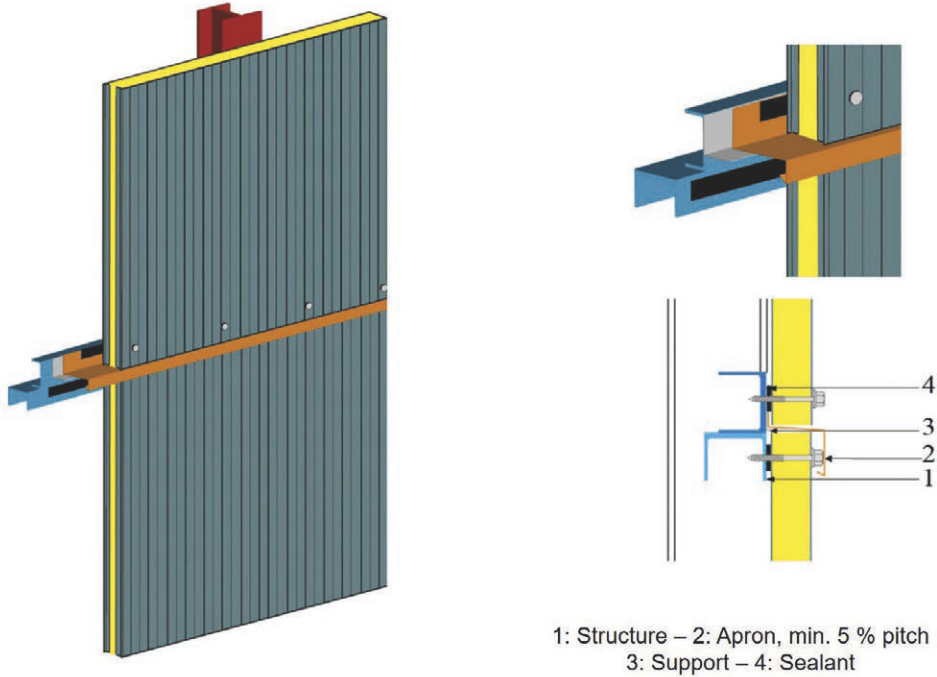 4
3
2
1
1: Structure – 2: Apron, min. 5 % pitch
3: Support – 4: Sealant